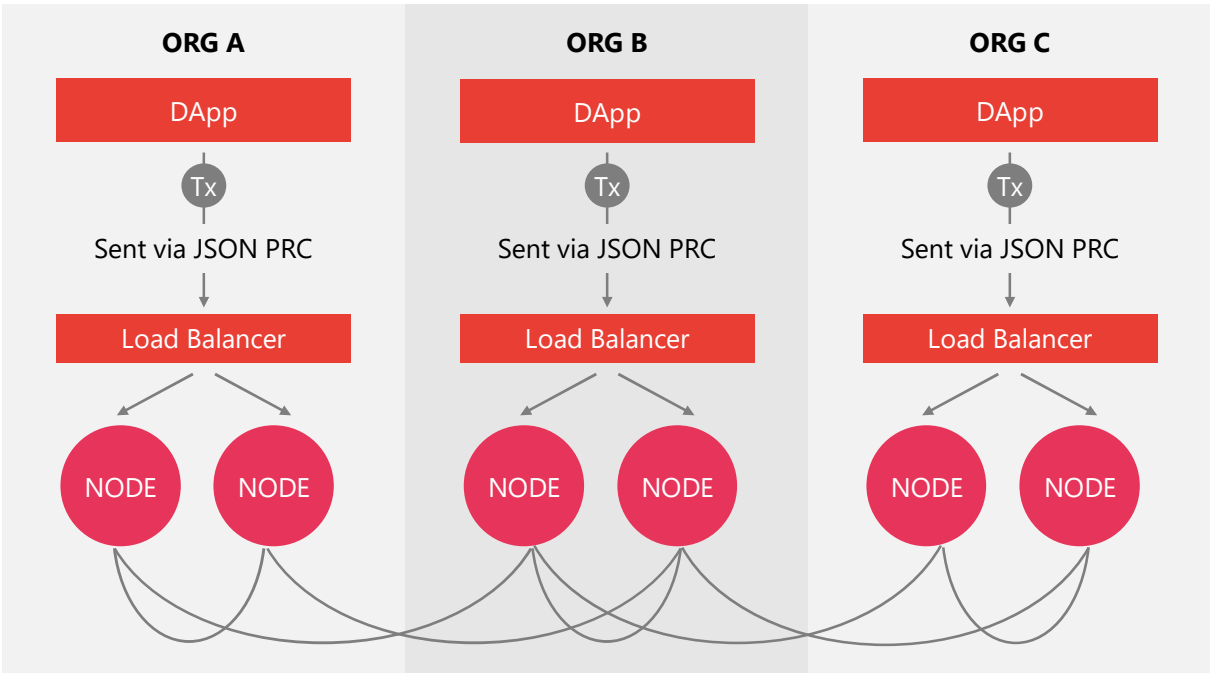 ORG A
DApp
Tx
Sent via JSON PRC
Load Balancer
NODE
NODE
ORG B
DApp
Tx
Sent via JSON PRC
Load Balancer
NODE
NODE
ORG C
DApp
Tx
Sent via JSON PRC
Load Balancer
NODE
NODE